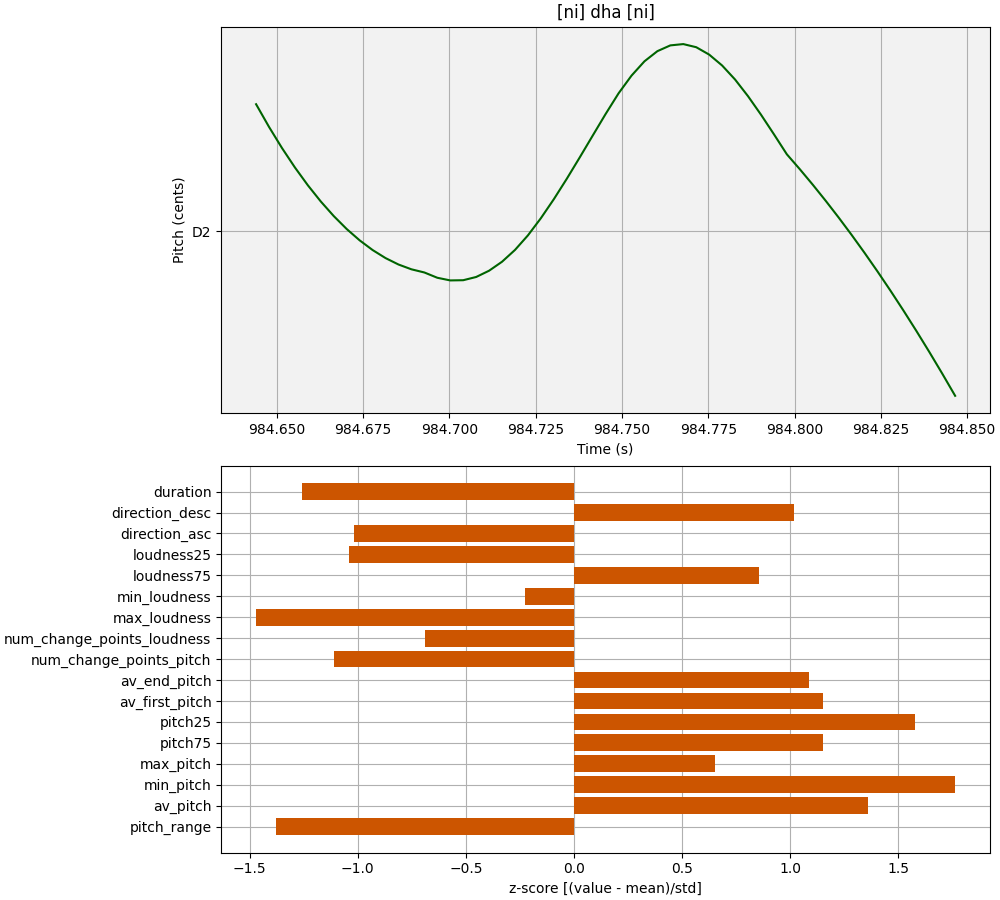 [ni] dha [ni]
Pitch (cents)
D2
984.650 984.675 984.700 984.725 984.750 984.775 984.800 984.825 984.850
Time (s)
duration
direction_desc
direction_asc
loudness25
loudness75
min_loudness
max_loudness
num_change_points_loudness
num_change_points_pitch
av_end_pitch
av_first_pitch
pitch25
pitch75
max_pitch
min_pitch
av_pitch
pitch_range
−1.5 −1.0 −0.5 0.0 0.5 1.0 1.5
z-score [(value - mean)/std]